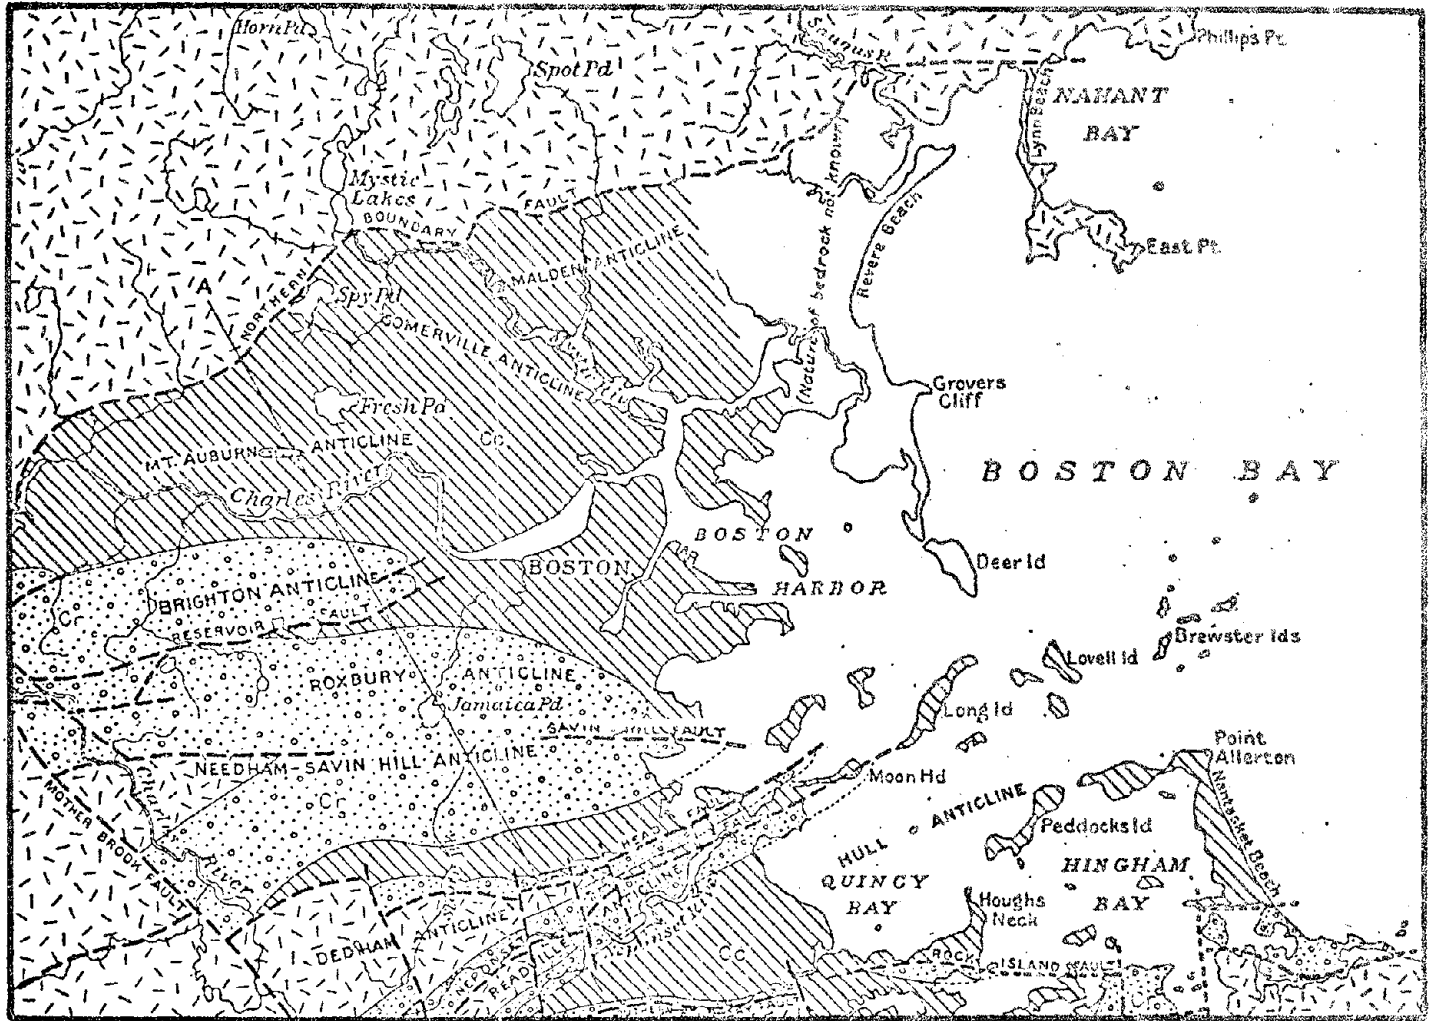 Horn Pd
Saugus R.
Phillips Pt.
Spot Pd
Lynn Beach
NAHANT
BAY
Nature of bedrock not known
Mystic
Lakes
BOUNDARY
FAULT
NORTHERN
Revere Beach
East Pt.
MALDEN ANTICLINE
A
Spy Pd
SOMERVILLE ANTICLINE
Grovers
Cliff
Fresh Pd
MT. AUBURN ANTICLINE
Cc
Charles River
BOSTON BAY
BOSTON
HARBOR
BOSTON
Deer Id
BRIGHTON ANTICLINE
Cr
RESERVOIR FAULT
Brewster Ids
Lovell Id
ROXBURY ANTICLINE
Jamaica Pd
Long Id
SAVIN HILL FAULT
NEEDHAM-SAVIN HILL ANTICLINE
Cr
Point
Allerton
Moon Hd
Nantasket Beach
Charles
River
MOTHER BROOK FAULT
HULL ANTICLINE
Peddocks Id
HINGHAM
BAY
QUINCY
BAY
Houghs
Neck
HEAD FAULT
DEDHAM ANTICLINE
READVILLE ANTICLINE
Cc
ROCK ISLAND FAULT